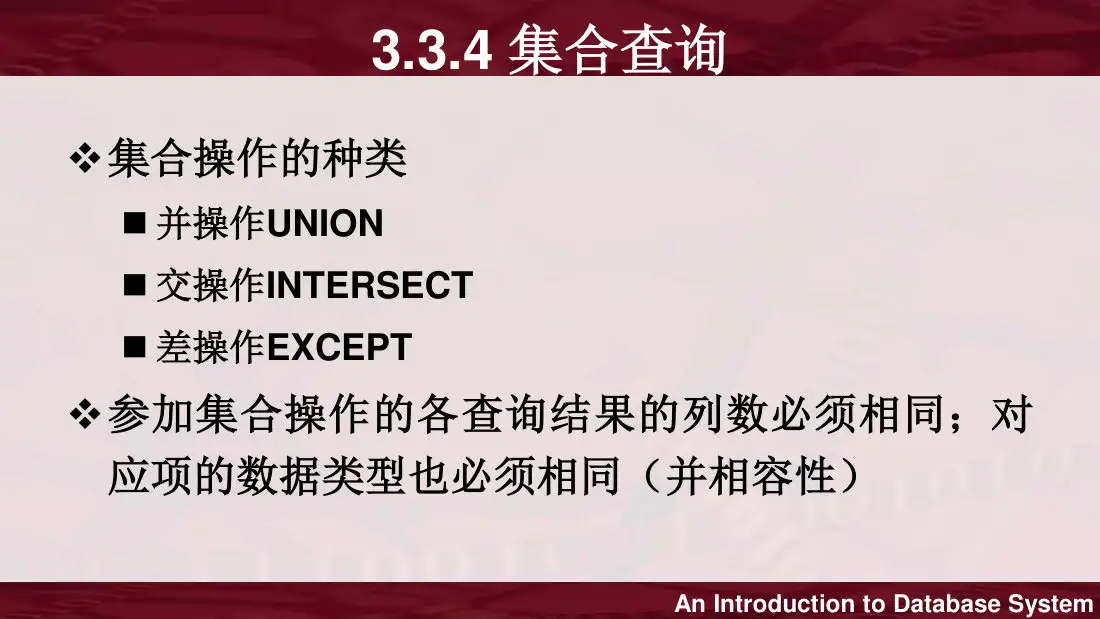 3.3.4 集合查询
❖集合操作的种类
■ 并操作UNION
■ 交操作INTERSECT
■ 差操作EXCEPT
❖参加集合操作的各查询结果的列数必须相同；对
应项的数据类型也必须相同（并相容性）
An Introduction to Database System